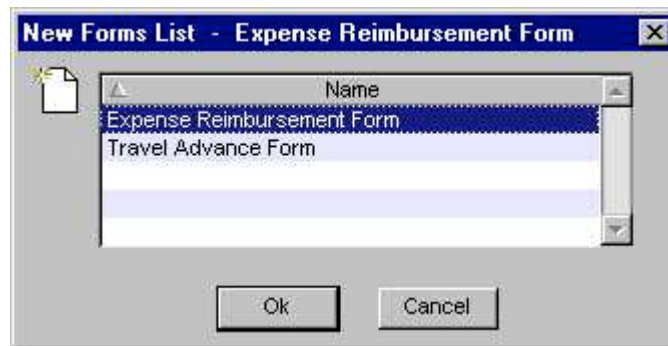 New Forms List - Expense Reimbursement Form
Name
Expense Reimbursement Form
Travel Advance Form
Ok Cancel